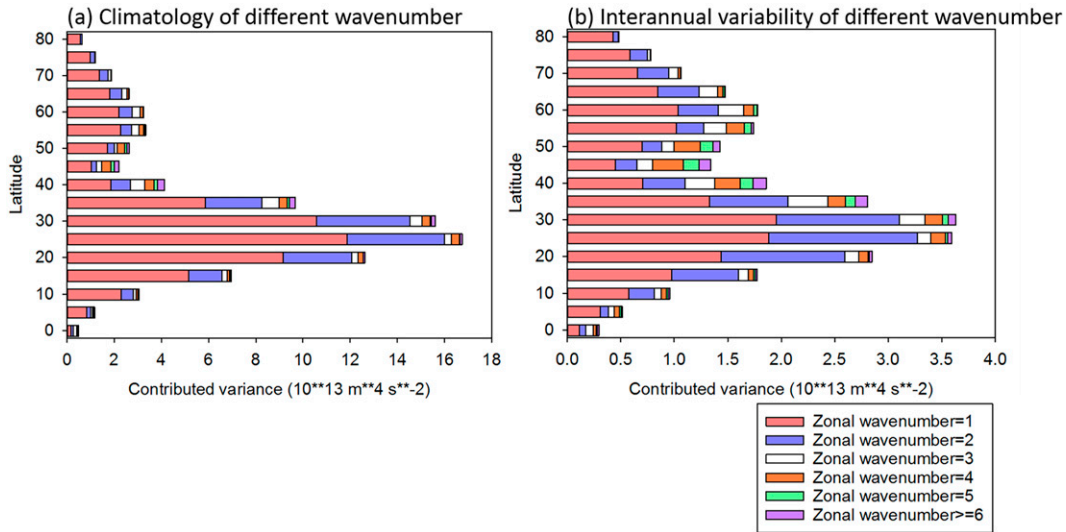 (a) Climatology of different wavenumber
80
70
60
50
40
30
20
10
0
Latitude
0 2 4 6 8 10 12 14 16 18
Contributed variance (10**13 m**4 s**-2)
(b) Interannual variability of different wavenumber
80
70
60
50
40
30
20
10
0
Latitude
0.0 0.5 1.0 1.5 2.0 2.5 3.0 3.5 4.0
Contributed variance (10**13 m**4 s**-2)
Zonal wavenumber=1
Zonal wavenumber=2
Zonal wavenumber=3
Zonal wavenumber=4
Zonal wavenumber=5
Zonal wavenumber>=6